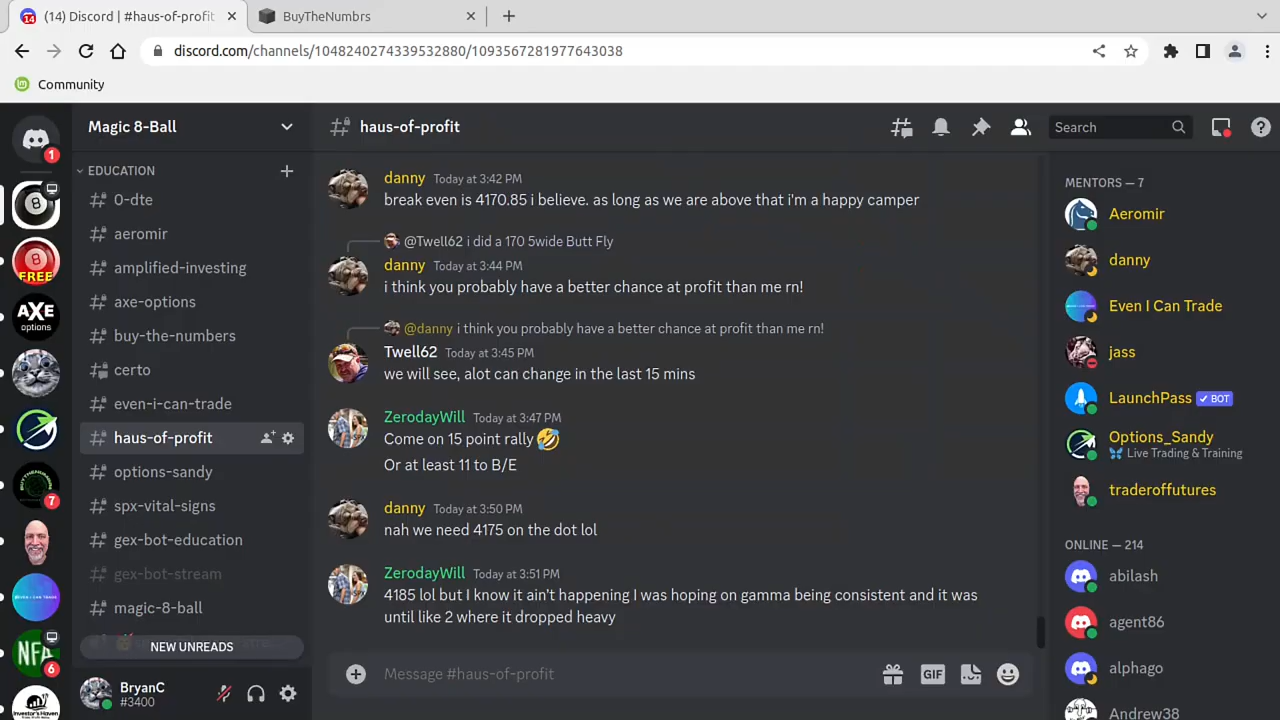 (14) Discord | #haus-of-profit
BuyTheNumbrs
discord.com/channels/1048240274339532880/1093567281977643038
Community
1
Magic 8-Ball
haus-of-profit
Search
EDUCATION
0-dte
aeromir
amplified-investing
axe-options
buy-the-numbers
certo
even-i-can-trade
haus-of-profit
options-sandy
spx-vital-signs
gex-bot-education
gex-bot-stream
magic-8-ball
NEW UNREADS
BryanC
#3400
8
8
FREE
AXE
options
7
NFA
6
danny Today at 3:42 PM
break even is 4170.85 i believe. as long as we are above that i'm a happy camper
@Twell62 i did a 170 5wide Butt Fly
danny Today at 3:44 PM
i think you probably have a better chance at profit than me rn!
@danny i think you probably have a better chance at profit than me rn!
Twell62 Today at 3:45 PM
we will see, alot can change in the last 15 mins
ZerodayWill Today at 3:47 PM
Come on 15 point rally 🤣
Or at least 11 to B/E
danny Today at 3:50 PM
nah we need 4175 on the dot lol
ZerodayWill Today at 3:51 PM
4185 lol but I know it ain't happening I was hoping on gamma being consistent and it was
until like 2 where it dropped heavy
Message #haus-of-profit
GIF
MENTORS — 7
Aeromir
danny
Even I Can Trade
jass
LaunchPass ✓ BOT
Options_Sandy
Live Trading & Training
traderoffutures
ONLINE — 214
abilash
agent86
alphago
Andrew38